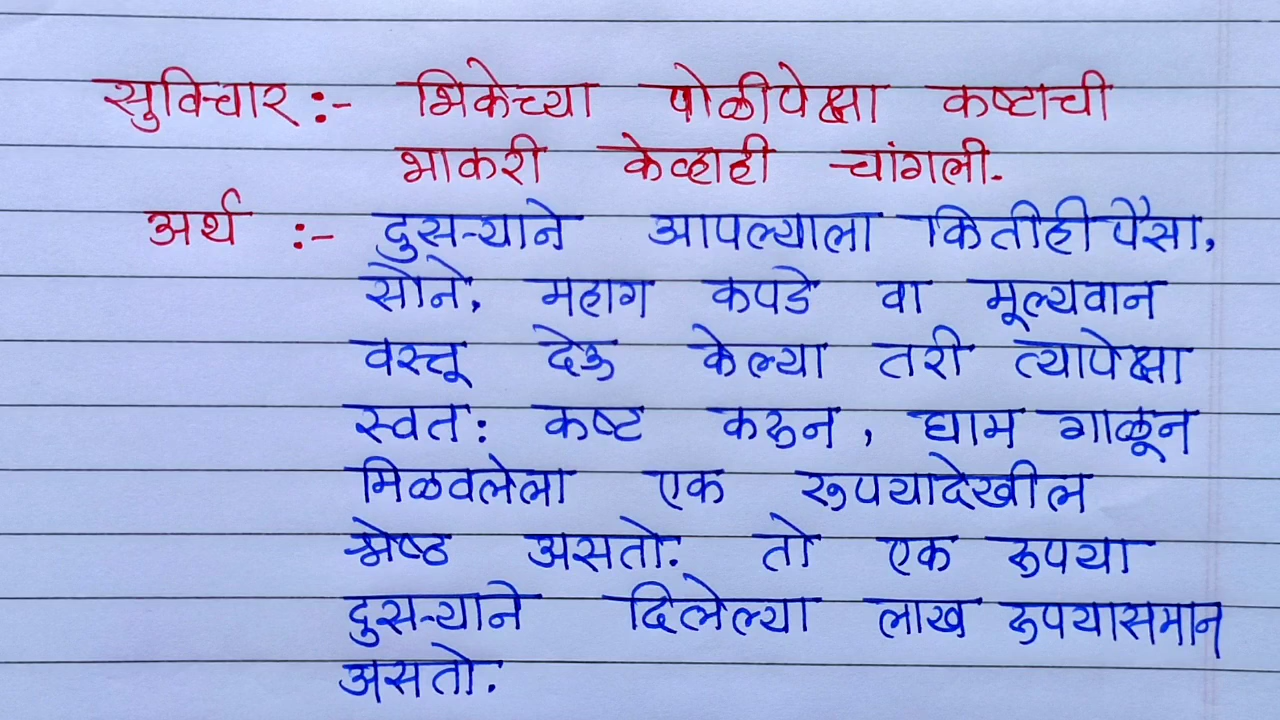 सुविचार :- भिकेच्या पोळीपेक्षा कष्टाची
भाकरी केव्हाही चांगली.
अर्थ :- दुसऱ्याने आपल्याला कितीही पैसा,
सोने, महाग कपडे वा मूल्यवान
वस्तू देऊ केल्या तरी त्यापेक्षा
स्वतः कष्ट करून, घाम गाळून
मिळवलेला एक रुपयादेखील
श्रेष्ठ असतो. तो एक रुपया
दुसऱ्याने दिलेल्या लाख रुपयासमान
असतो.